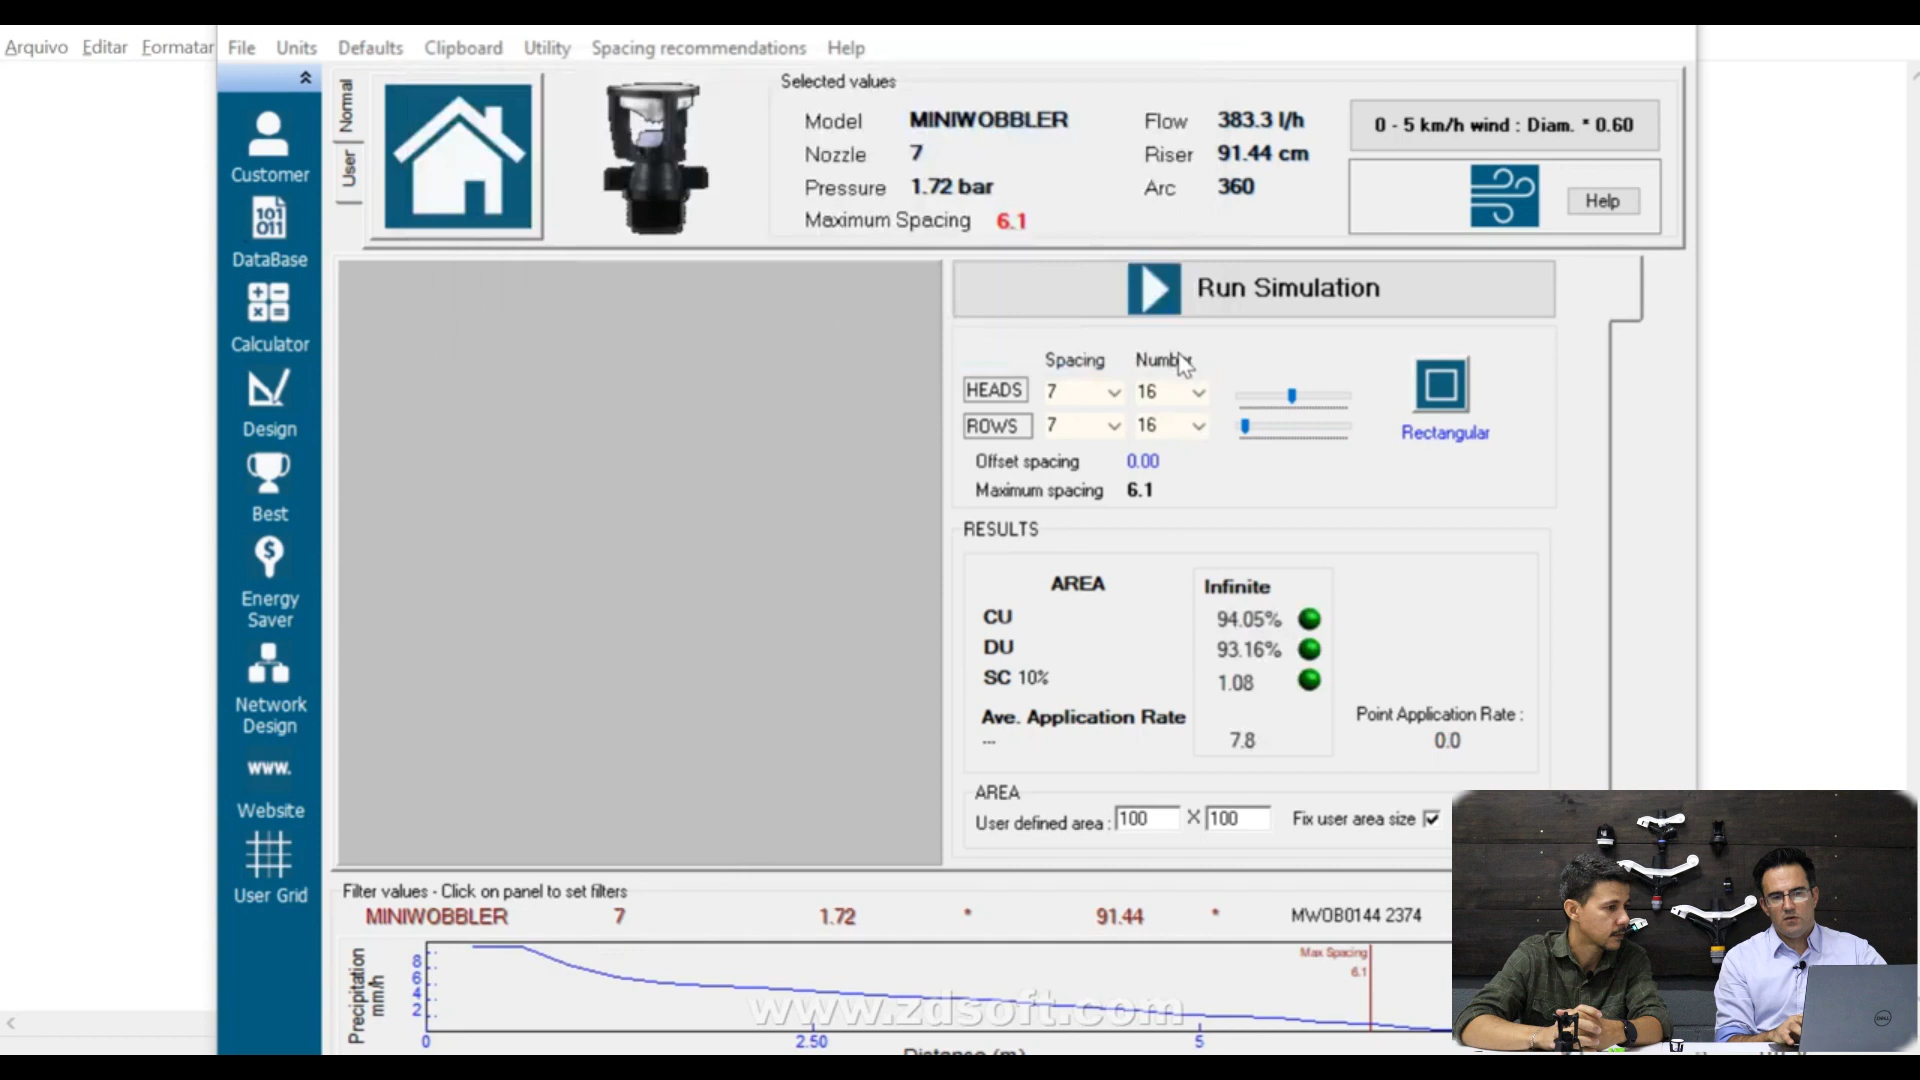 Arquivo Editar Formatar
File Units Defaults Clipboard Utility Spacing recommendations Help
Normal
User
Customer
DataBase
Calculator
Design
Best
Energy
Saver
Network
Design
www.
Website
User Grid
Selected values
Model MINIWOBBLER Flow 383.3 l/h
Nozzle 7 Riser 91.44 cm
Pressure 1.72 bar Arc 360
Maximum Spacing 6.1
0 - 5 km/h wind : Diam. * 0.60
Help
Run Simulation
Spacing Number
HEADS 7 16
ROWS 7 16
Rectangular
Offset spacing 0.00
Maximum spacing 6.1
RESULTS
AREA Infinite
CU 94.05%
DU 93.16%
SC 10% 1.08
Ave. Application Rate
--- 7.8
Point Application Rate :
0.0
AREA
User defined area : 100 X 100 Fix user area size
Filter values - Click on panel to set filters
MINIWOBBLER 7 1.72 * 91.44 * MWOB0144 2374
Precipitation
mm/h
8
6
4
2
Max Spacing
6.1
www.zdsoft.com
0 2.50 5
Distance (m)
DELL